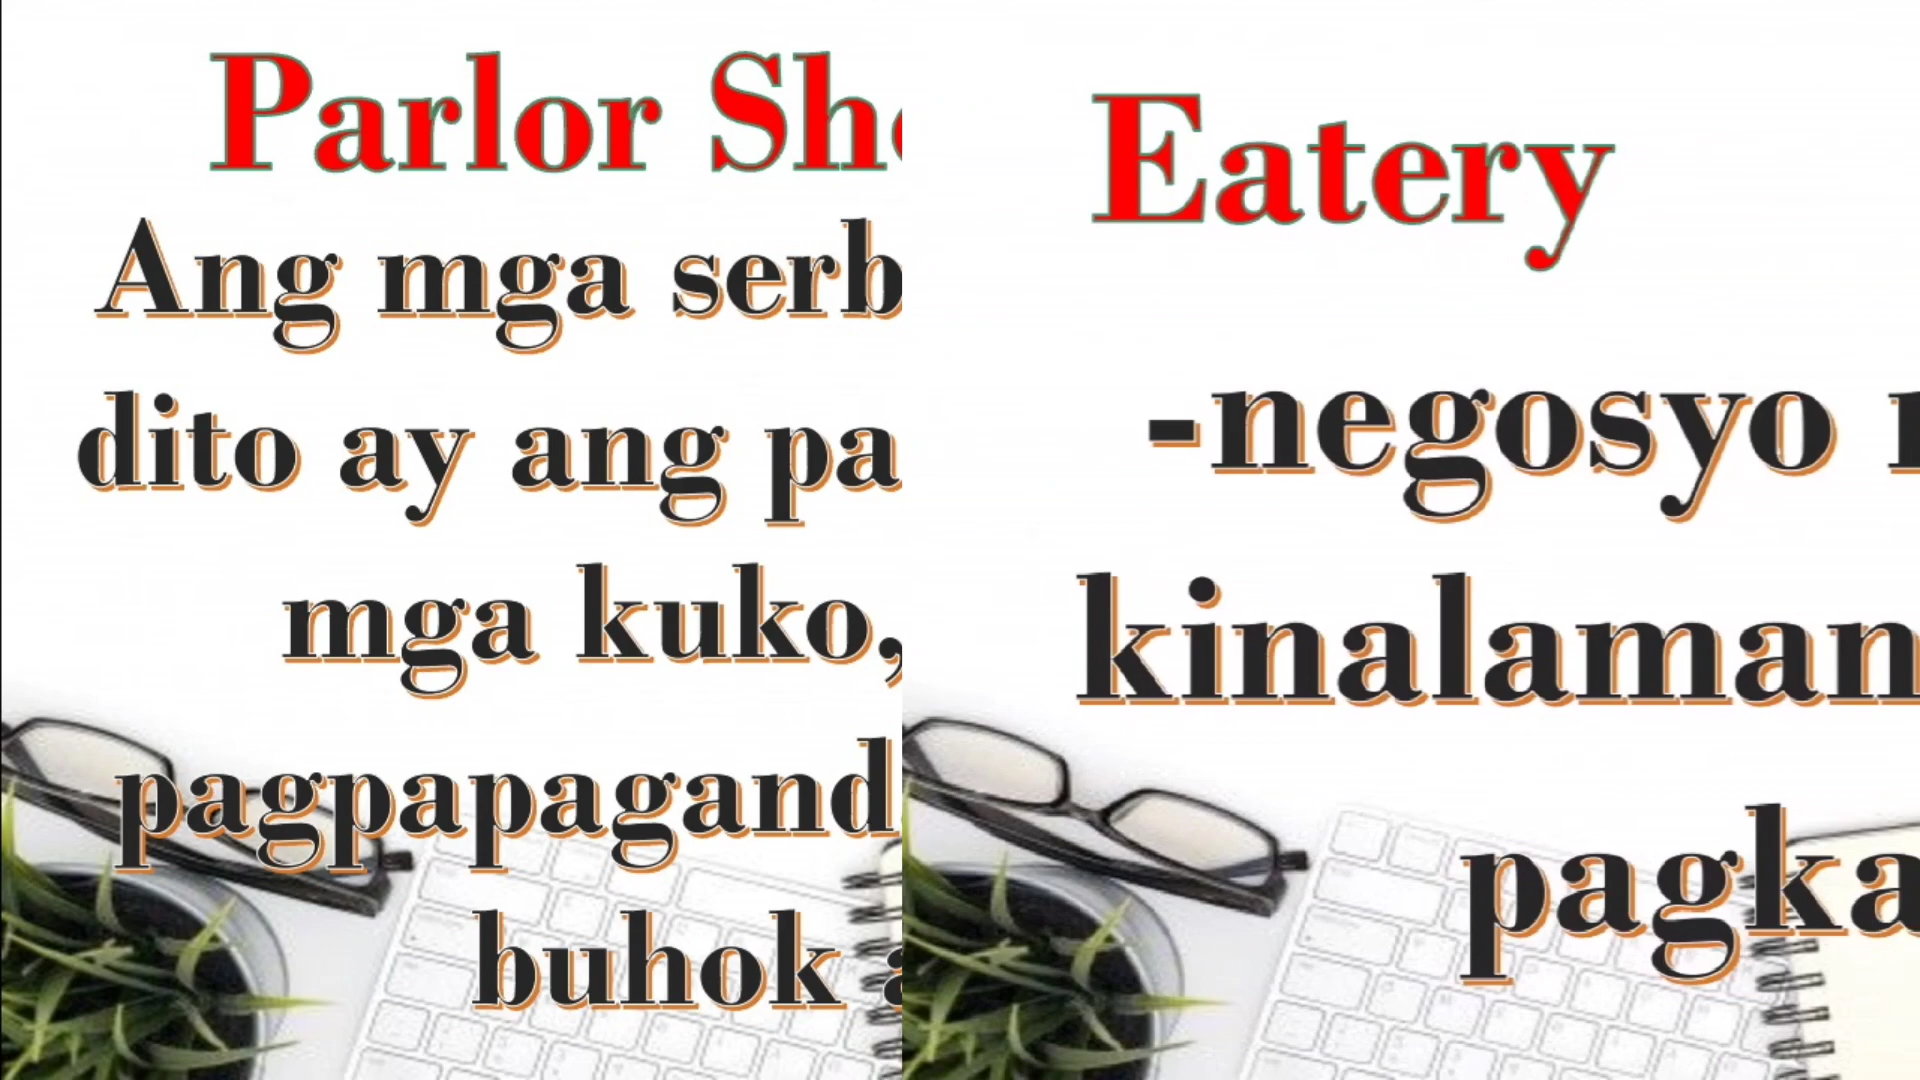 Parlor Sh
Ang mga serb
dito ay ang pa
mga kuko,
pagpapagand
buhok
Eatery
-negosyo
kinalaman
pagka